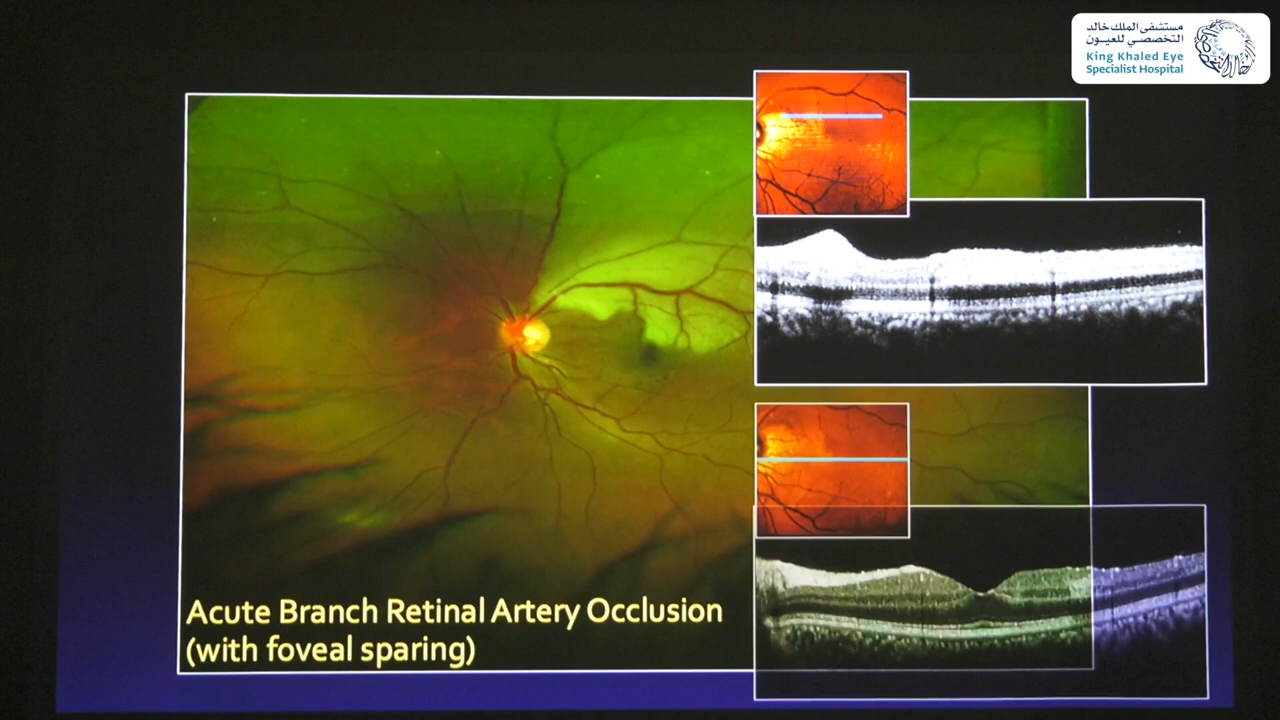 مستشفى الملك خالد
التخصصي للعيون
King Khaled Eye
Specialist Hospital
Acute Branch Retinal Artery Occlusion
(with foveal sparing)